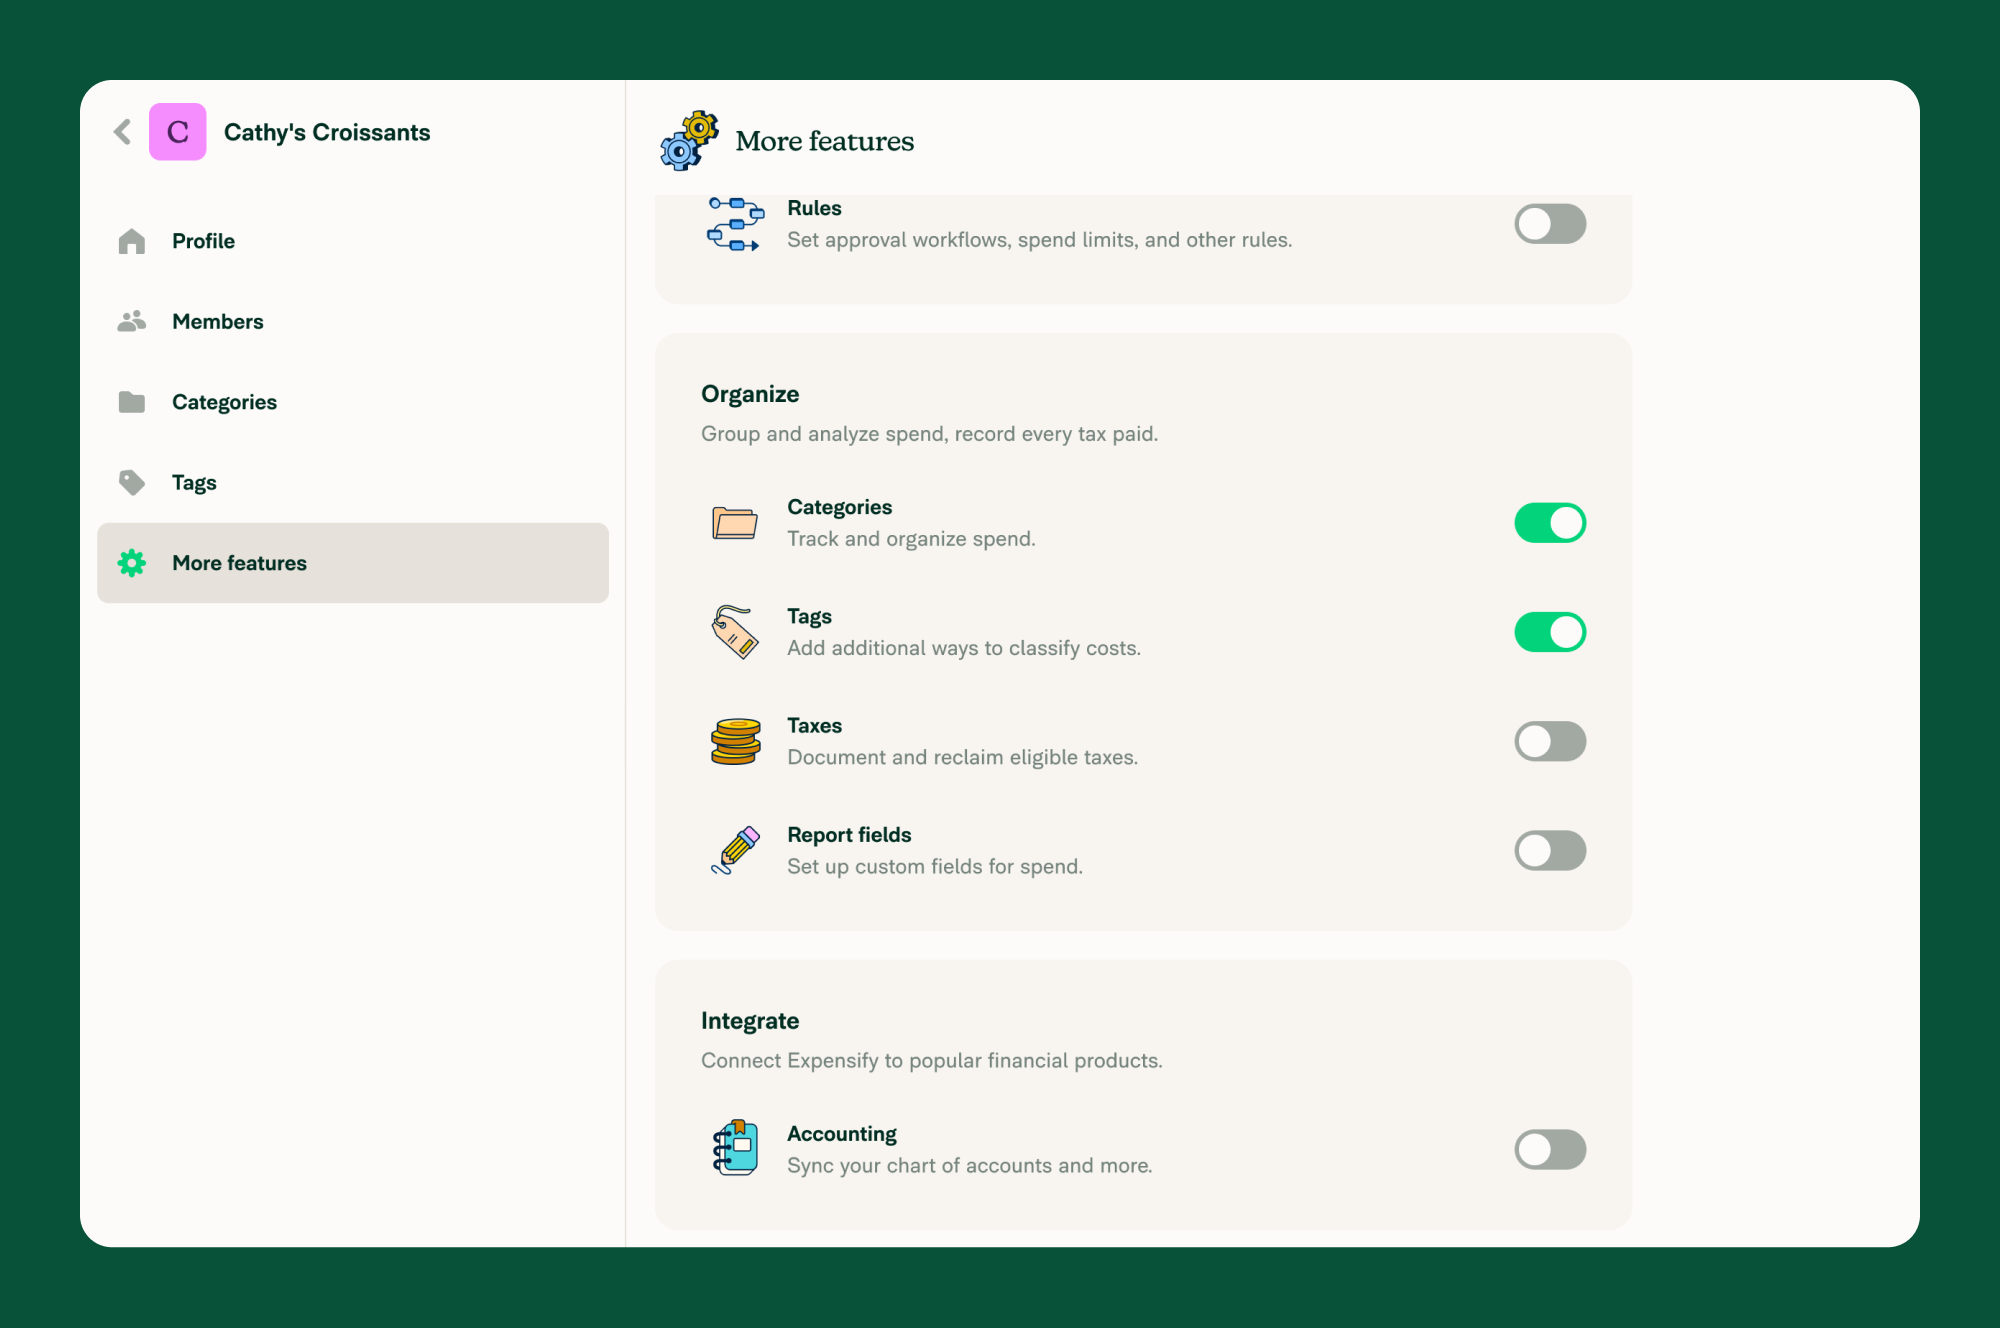 C
Cathy's Croissants
Profile
Members
Categories
Tags
More features
More features
Rules
Set approval workflows, spend limits, and other rules.
Organize
Group and analyze spend, record every tax paid.
Categories
Track and organize spend.
Tags
Add additional ways to classify costs.
Taxes
Document and reclaim eligible taxes.
Report fields
Set up custom fields for spend.
Integrate
Connect Expensify to popular financial products.
Accounting
Sync your chart of accounts and more.